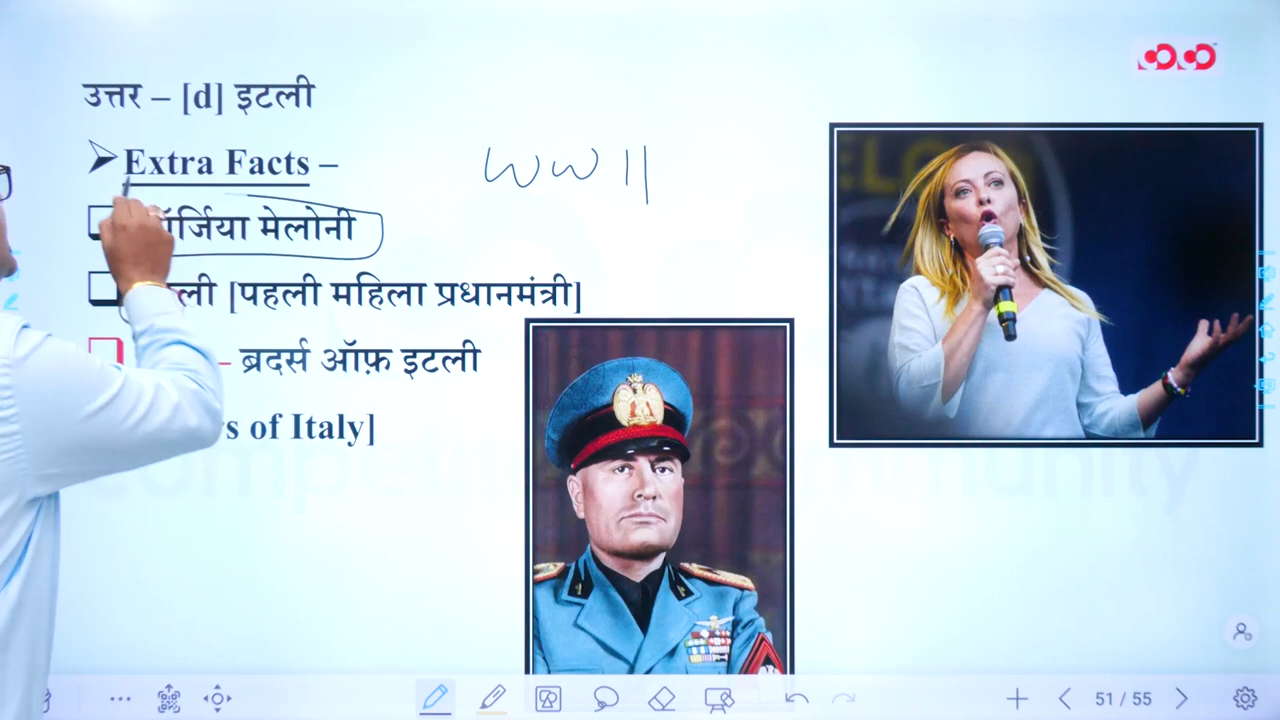 उत्तर – [d] इटली
Extra Facts –
WW II
मेलोनी
[पहली महिला प्रधानमंत्री]
– ब्रदर्स ऑफ़ इटली
of Italy]
51 / 55